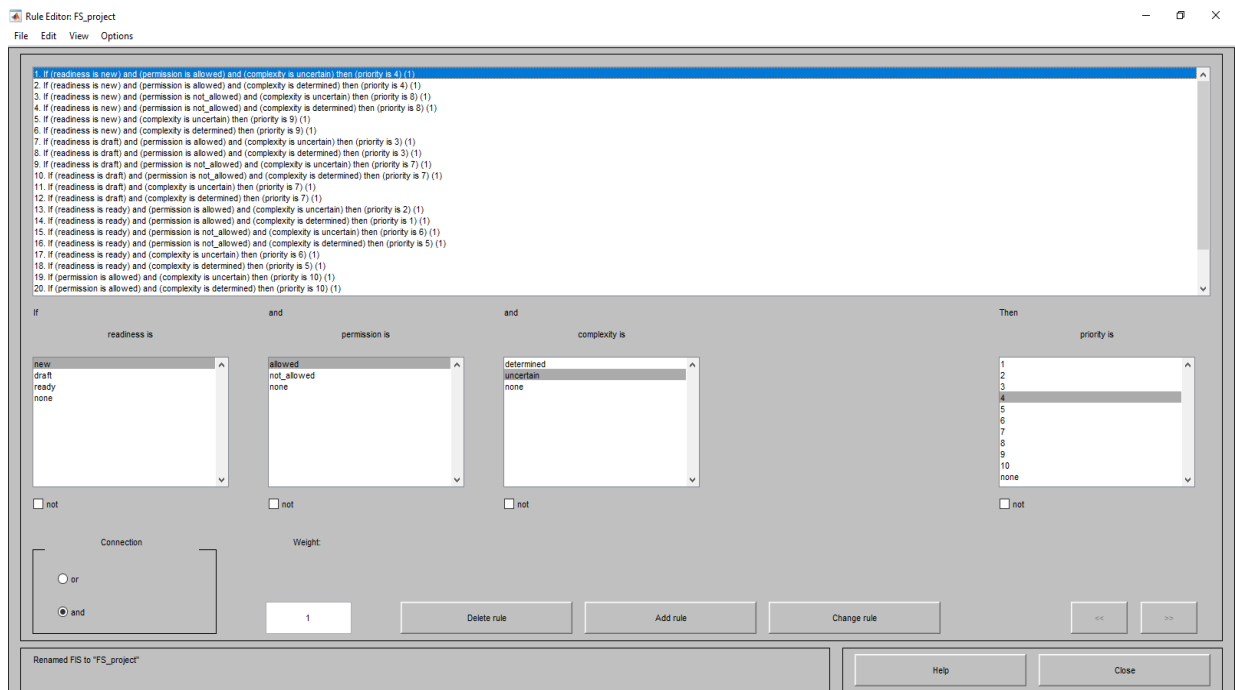 Rule Editor: FS_project
File Edit View Options
1. If (readiness is new) and (permission is allowed) and (complexity is uncertain) then (priority is 4) (1)
2. If (readiness is new) and (permission is allowed) and (complexity is determined) then (priority is 4) (1)
3. If (readiness is new) and (permission is not_allowed) and (complexity is uncertain) then (priority is 8) (1)
4. If (readiness is new) and (permission is not_allowed) and (complexity is determined) then (priority is 8) (1)
5. If (readiness is new) and (complexity is uncertain) then (priority is 9) (1)
6. If (readiness is new) and (complexity is determined) then (priority is 9) (1)
7. If (readiness is draft) and (permission is allowed) and (complexity is uncertain) then (priority is 3) (1)
8. If (readiness is draft) and (permission is allowed) and (complexity is determined) then (priority is 3) (1)
9. If (readiness is draft) and (permission is not_allowed) and (complexity is uncertain) then (priority is 7) (1)
10. If (readiness is draft) and (permission is not_allowed) and (complexity is determined) then (priority is 7) (1)
11. If (readiness is draft) and (complexity is uncertain) then (priority is 7) (1)
12. If (readiness is draft) and (complexity is determined) then (priority is 7) (1)
13. If (readiness is ready) and (permission is allowed) and (complexity is uncertain) then (priority is 2) (1)
14. If (readiness is ready) and (permission is allowed) and (complexity is determined) then (priority is 1) (1)
15. If (readiness is ready) and (permission is not_allowed) and (complexity is uncertain) then (priority is 6) (1)
16. If (readiness is ready) and (permission is not_allowed) and (complexity is determined) then (priority is 5) (1)
17. If (readiness is ready) and (complexity is uncertain) then (priority is 6) (1)
18. If (readiness is ready) and (complexity is determined) then (priority is 5) (1)
19. If (permission is allowed) and (complexity is uncertain) then (priority is 10) (1)
20. If (permission is allowed) and (complexity is determined) then (priority is 10) (1)
If and and Then
readiness is permission is complexity is priority is
new
draft
ready
none
allowed
not_allowed
none
determined
uncertain
none
1
2
3
4
5
6
7
8
9
10
none
not not not not
Connection Weight:
or
and
1 Delete rule Add rule Change rule << >>
Renamed FIS to "FS_project"
Help Close